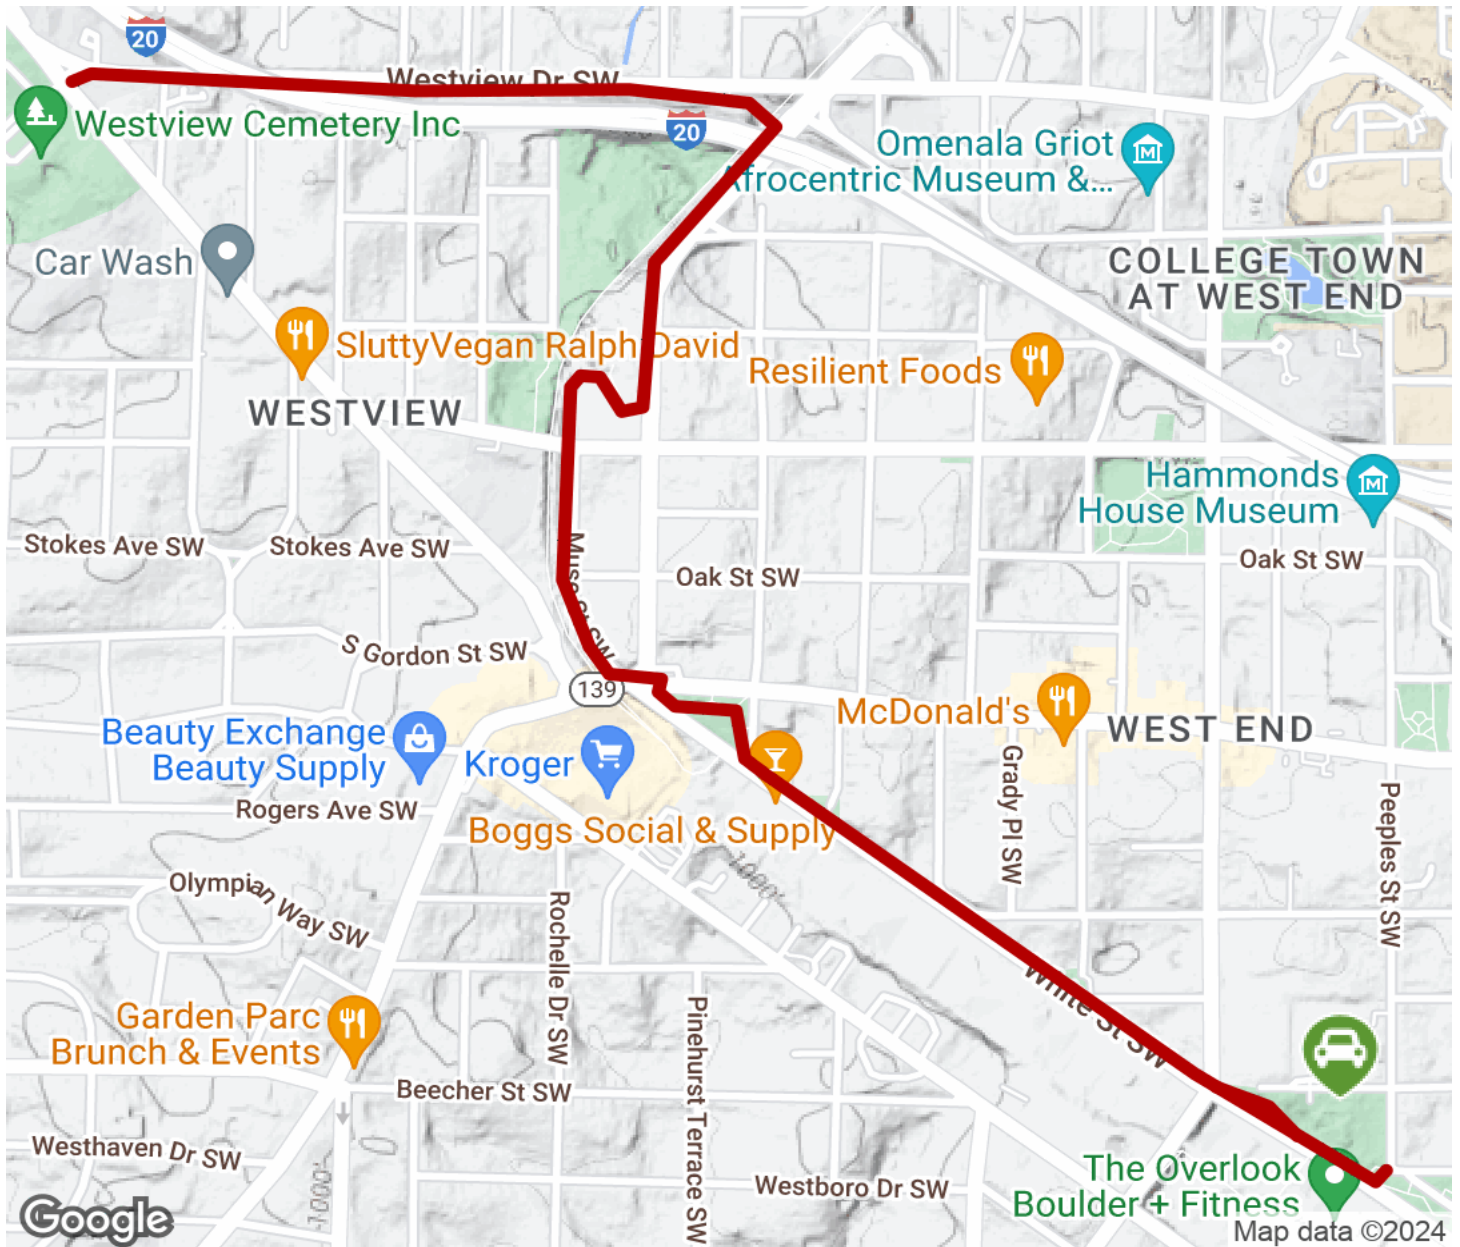 20
Westview Dr SW
Westview Cemetery Inc
20
Omenala Griot
Afrocentric Museum &...
Car Wash
COLLEGE TOWN
AT WEST END
SluttyVegan Ralph David
Resilient Foods
WESTVIEW
Hammonds
House Museum
Stokes Ave SW
Stokes Ave SW
Muse St SW
Oak St SW
Oak St SW
S Gordon St SW
139
McDonald's
WEST END
Beauty Exchange
Beauty Supply
Kroger
Grady Pl SW
Peeples St SW
Rogers Ave SW
Boggs Social & Supply
1000'
Olympian Way SW
Rochelle Dr SW
White St SW
Pinehurst Terrace SW
Garden Parc
Brunch & Events
Beecher St SW
Westhaven Dr SW
1000'
The Overlook
Boulder + Fitness
Westboro Dr SW
Google
Map data ©2024